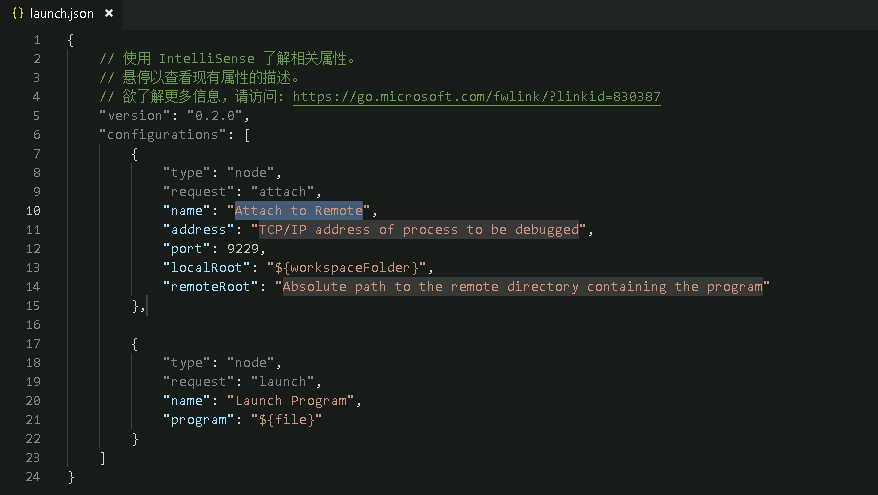 {} launch.json ×
1 {
2 // 使用 IntelliSense 了解相关属性。
3 // 悬停以查看现有属性的描述。
4 // 欲了解更多信息，请访问: https://go.microsoft.com/fwlink/?linkid=830387
5 "version": "0.2.0",
6 "configurations": [
7 {
8 "type": "node",
9 "request": "attach",
10 "name": "Attach to Remote",
11 "address": "TCP/IP address of process to be debugged",
12 "port": 9229,
13 "localRoot": "${workspaceFolder}",
14 "remoteRoot": "Absolute path to the remote directory containing the program"
15 },
16
17 {
18 "type": "node",
19 "request": "launch",
20 "name": "Launch Program",
21 "program": "${file}"
22 }
23 ]
24 }